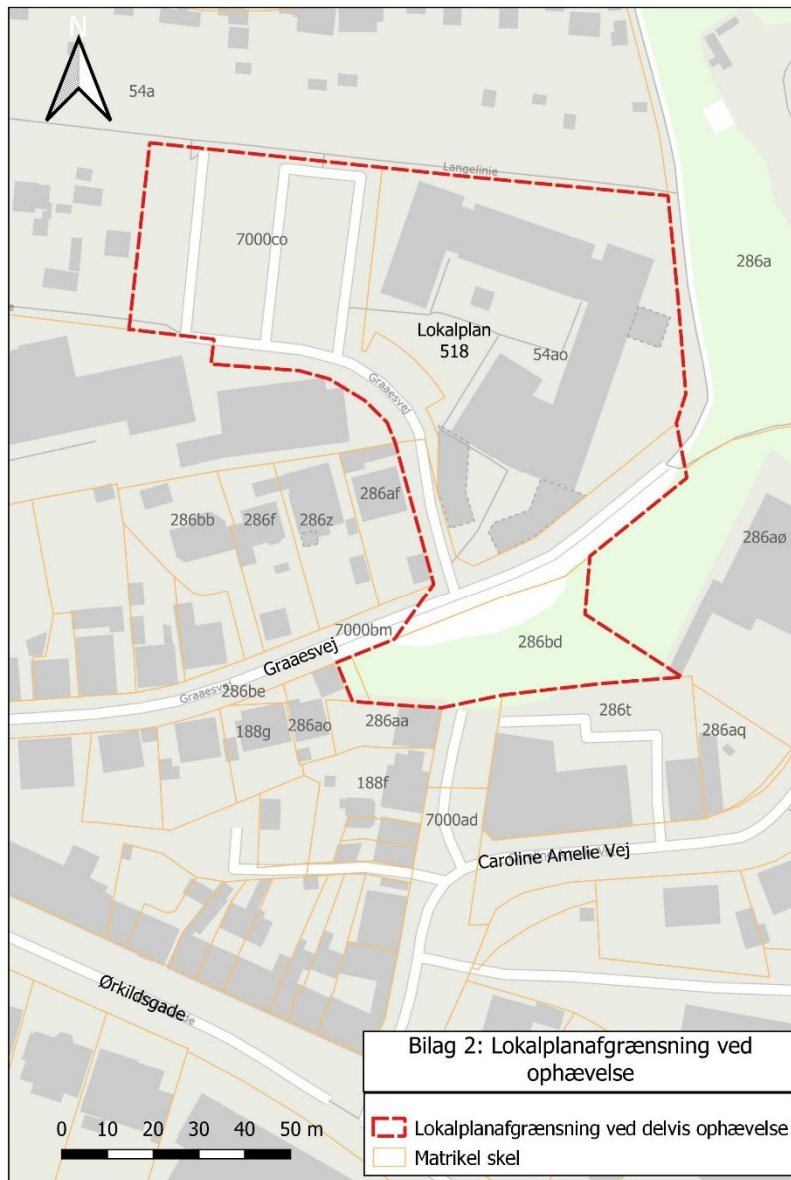 N
54a
Langelinie
7000co
286a
Lokalplan
518
54ao
Graaesvej
286af
286bb
286f
286z
286aø
7000bm
286bd
Graaesvej
Graaesvej
286be
286t
286aa
286ao
286aq
188g
188f
7000ad
Caroline Amelie Vej
Ørkildsgade
Bilag 2: Lokalplanafgrænsning ved
ophævelse
0 10 20 30 40 50 m
Lokalplanafgrænsning ved delvis ophævelse
Matrikel skel